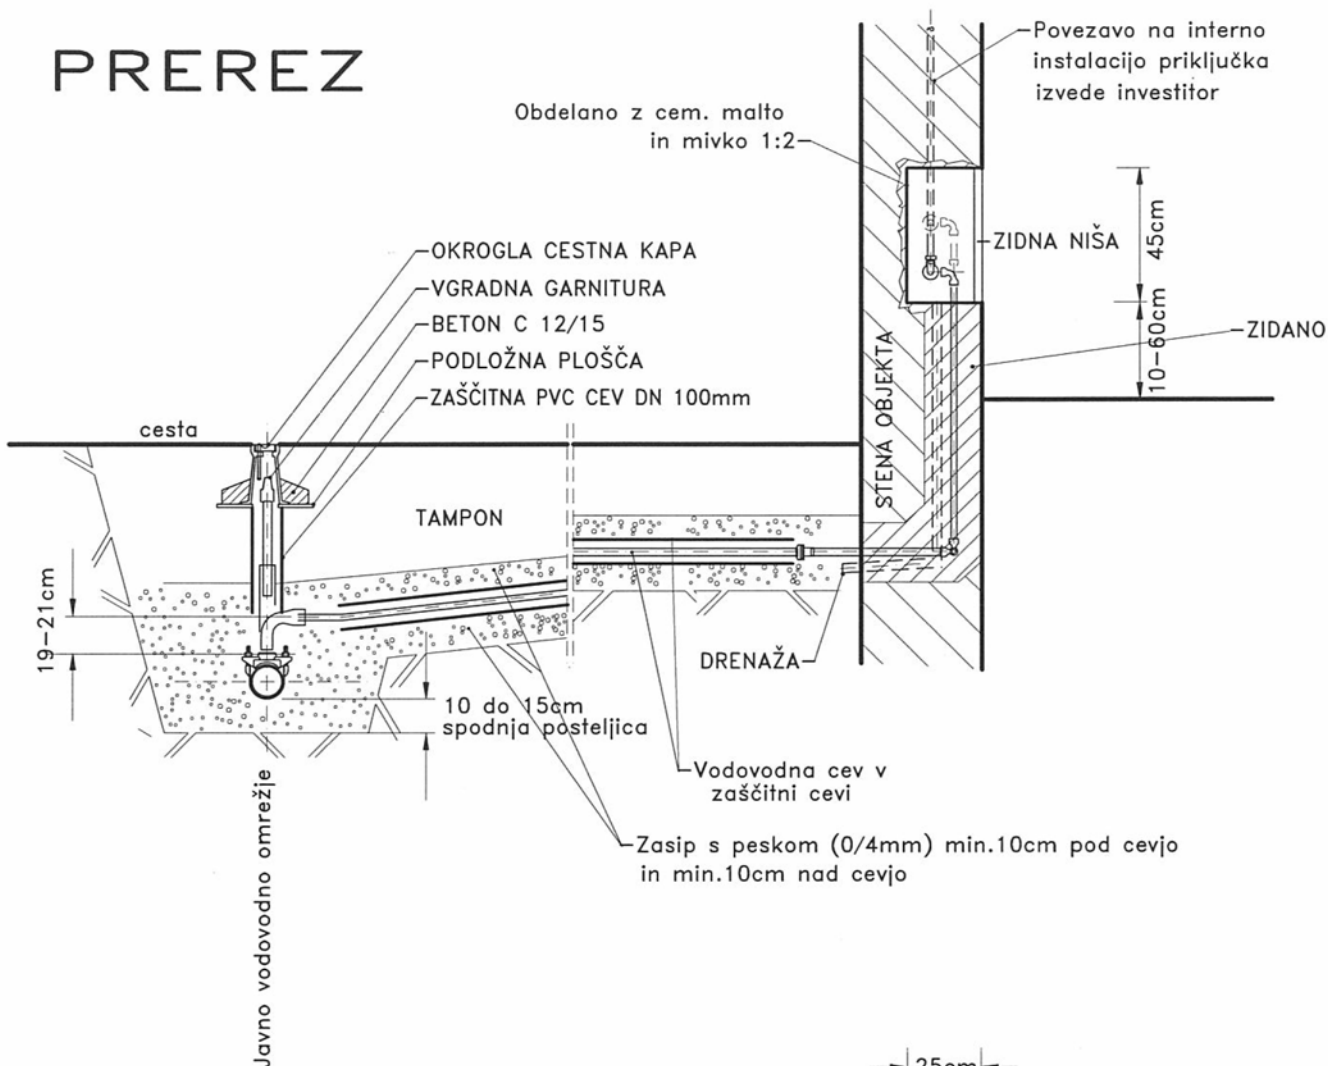 PREREZ
Povezavo na interno
instalacijo priključka
izvede investitor
Obdelano z cem. malto
in mivko 1:2
OKROGLA CESTNA KAPA
VGRADNA GARNITURA
BETON C 12/15
PODLOŽNA PLOŠČA
ZAŠČITNA PVC CEV DN 100mm
ZIDNA NIŠA
45cm
10-60cm
ZIDANO
STENA OBJEKTA
cesta
TAMPON
19-21cm
DRENAŽA
10 do 15cm
spodnja posteljica
Vodovodna cev v
zaščitni cevi
Zasip s peskom (0/4mm) min.10cm pod cevjo
in min.10cm nad cevjo
Javno vodovodno omrežje
25cm